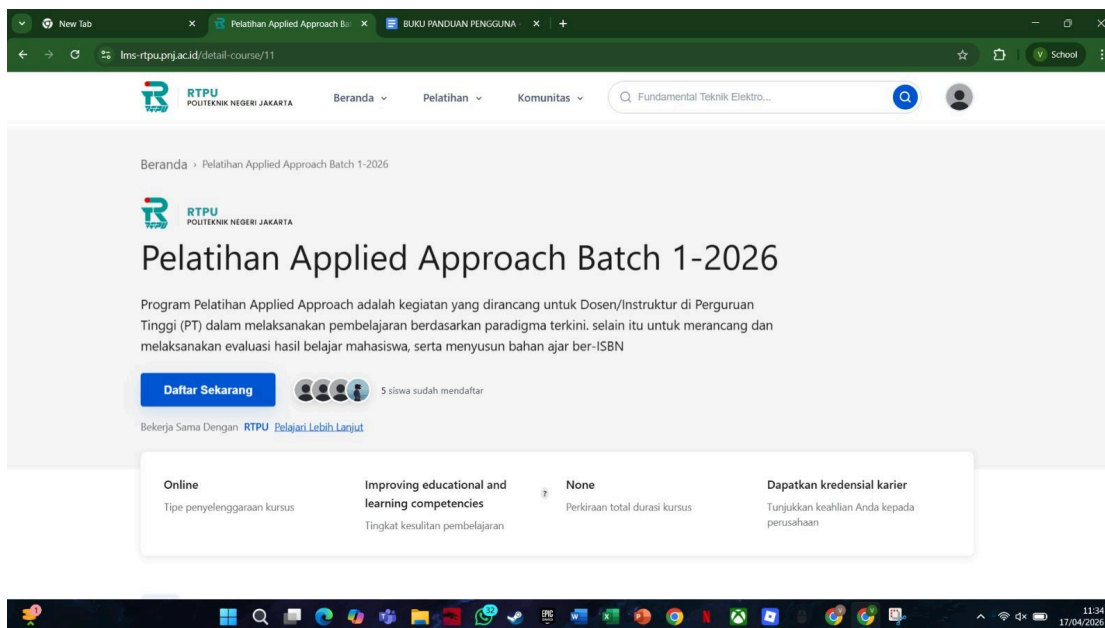 New Tab
Pelatihan Applied Approach Ba
BUKU PANDUAN PENGGUNA -
lms-rtpu.pnj.ac.id/detail-course/11
V School
RTPU
POLITEKNIK NEGERI JAKARTA
Beranda
Pelatihan
Komunitas
Fundamental Teknik Elektro...
Beranda › Pelatihan Applied Approach Batch 1-2026
RTPU
POLITEKNIK NEGERI JAKARTA
Pelatihan Applied Approach Batch 1-2026
Program Pelatihan Applied Approach adalah kegiatan yang dirancang untuk Dosen/Instruktur di Perguruan
Tinggi (PT) dalam melaksanakan pembelajaran berdasarkan paradigma terkini. selain itu untuk merancang dan
melaksanakan evaluasi hasil belajar mahasiswa, serta menyusun bahan ajar ber-ISBN
Daftar Sekarang
5 siswa sudah mendaftar
Bekerja Sama Dengan RTPU Pelajari Lebih Lanjut
Online
Tipe penyelenggaraan kursus
Improving educational and
learning competencies
?
Tingkat kesulitan pembelajaran
None
Perkiraan total durasi kursus
Dapatkan kredensial karier
Tunjukkan keahlian Anda kepada
perusahaan
1
32
EPIC
11:34
17/04/2026